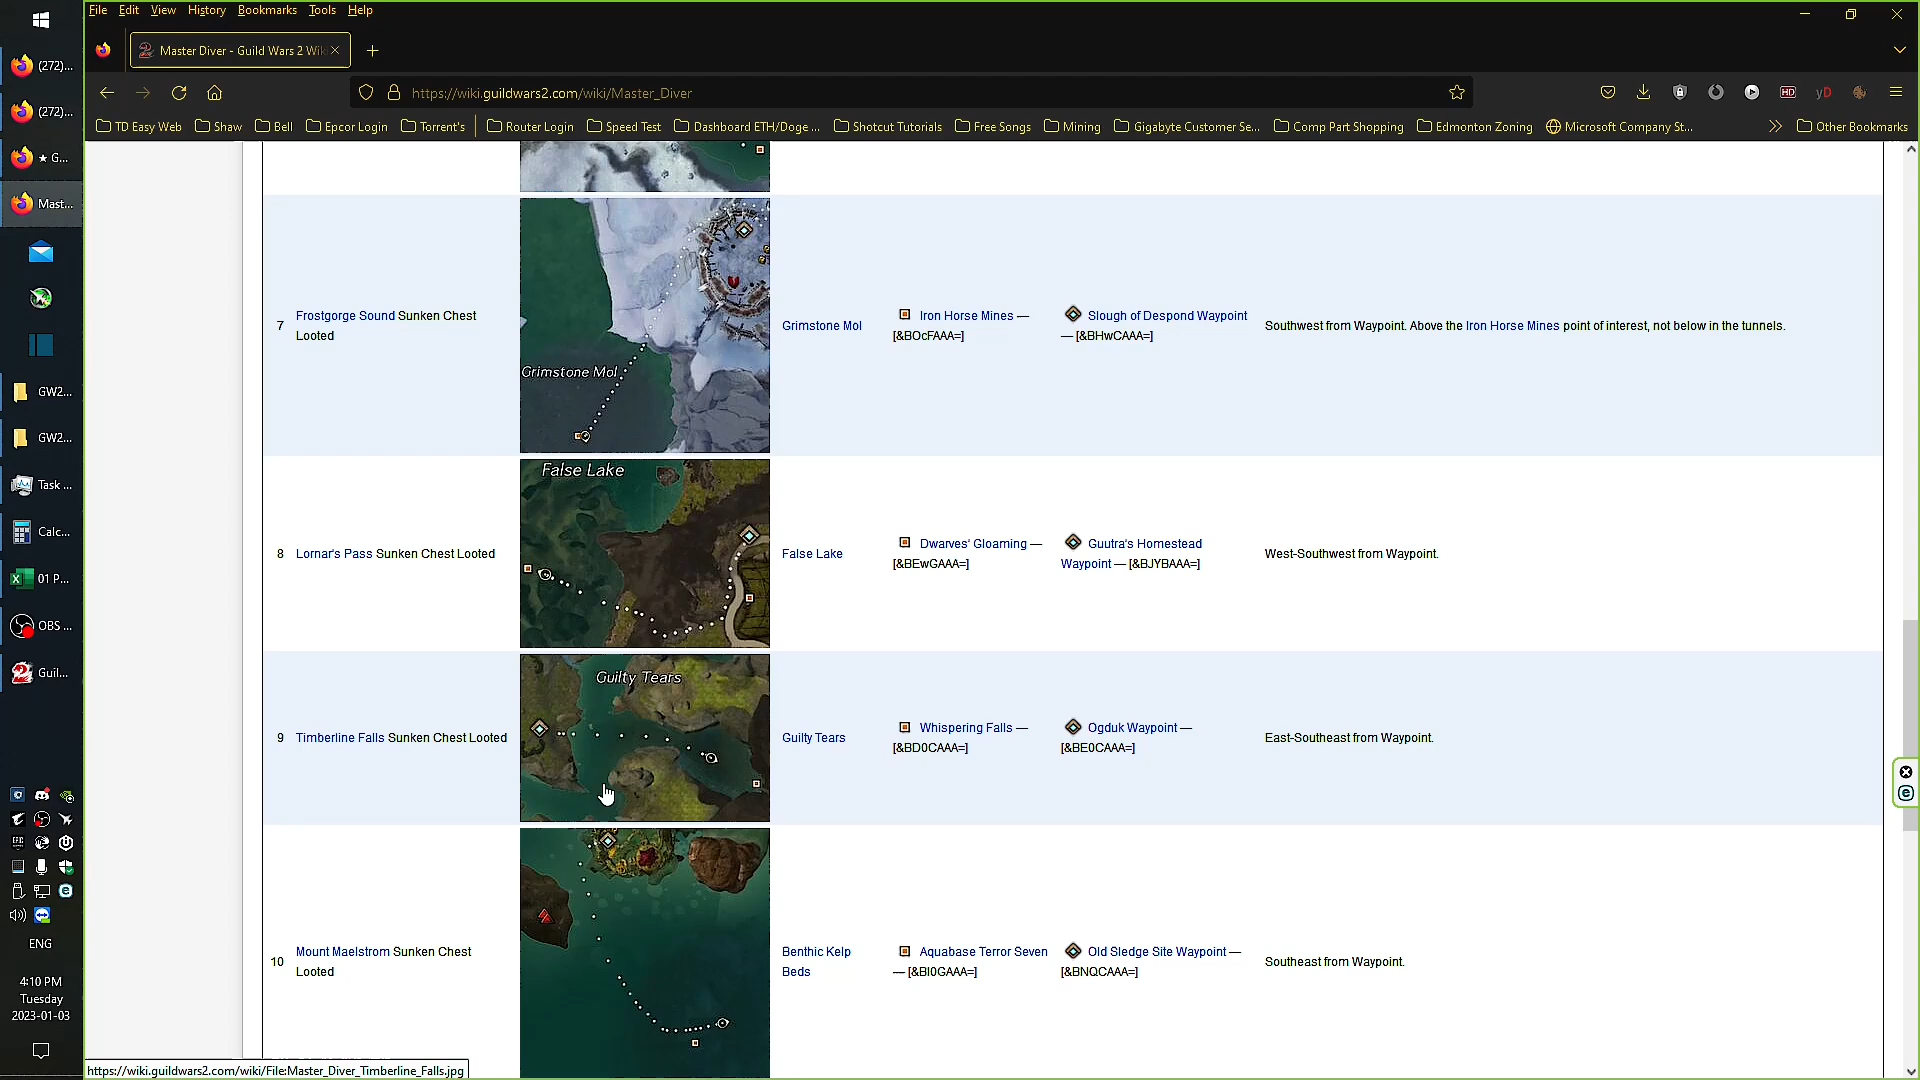 File Edit View History Bookmarks Tools Help
Master Diver - Guild Wars 2 Wiki
https://wiki.guildwars2.com/wiki/Master_Diver
TD Easy Web Shaw Bell Epcor Login Torrent's Router Login Speed Test Dashboard ETH/Doge ... Shotcut Tutorials Free Songs Mining Gigabyte Customer Se... Comp Part Shopping Edmonton Zoning Microsoft Company St... Other Bookmarks
(272)...
(272)...
★ G...
Mast...
GW2...
GW2...
Task ...
Calc...
01 P...
OBS ...
Guil...
ENG
4:10 PM
Tuesday
2023-01-03
7 Frostgorge Sound Sunken Chest Looted
Grimstone Mol
Grimstone Mol
Iron Horse Mines —
[&BOcFAAA=]
Slough of Despond Waypoint
— [&BHwCAAA=]
Southwest from Waypoint. Above the Iron Horse Mines point of interest, not below in the tunnels.
8 Lornar's Pass Sunken Chest Looted
False Lake
False Lake
Dwarves' Gloaming —
[&BEwGAAA=]
Guutra's Homestead
Waypoint — [&BJYBAAA=]
West-Southwest from Waypoint.
9 Timberline Falls Sunken Chest Looted
Guilty Tears
Guilty Tears
Whispering Falls —
[&BD0CAAA=]
Ogduk Waypoint —
[&BE0CAAA=]
East-Southeast from Waypoint.
10 Mount Maelstrom Sunken Chest
Looted
Benthic Kelp
Beds
Aquabase Terror Seven
— [&BI0GAAA=]
Old Sledge Site Waypoint —
[&BNQCAAA=]
Southeast from Waypoint.
HD
yD
https://wiki.guildwars2.com/wiki/File:Master_Diver_Timberline_Falls.jpg